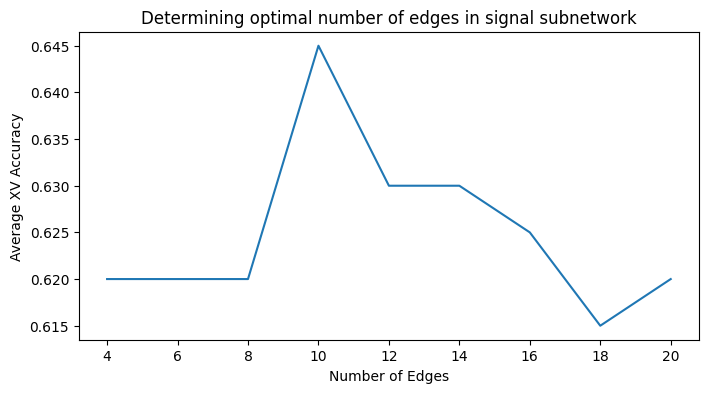 Determining optimal number of edges in signal subnetwork
Average XV Accuracy
0.645
0.640
0.635
0.630
0.625
0.620
0.615
4 6 8 10 12 14 16 18 20
Number of Edges